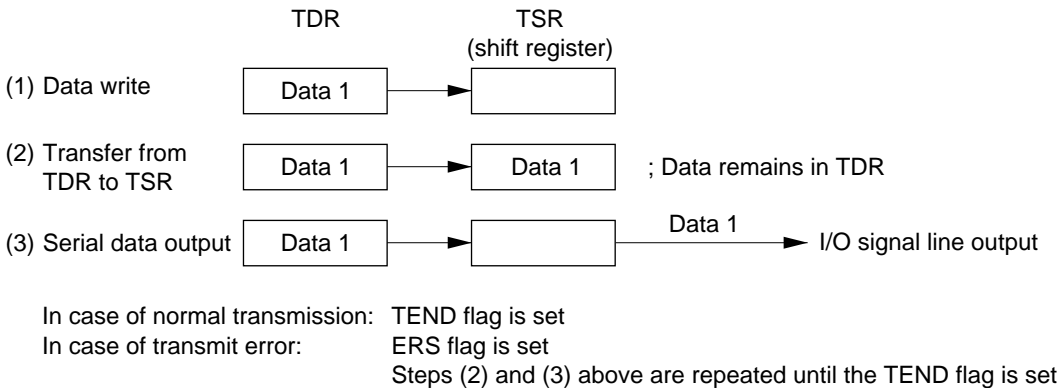 TDR
TSR
(shift register)
(1) Data write
Data 1
(2) Transfer from
TDR to TSR
Data 1
Data 1
; Data remains in TDR
(3) Serial data output
Data 1
Data 1
I/O signal line output
In case of normal transmission: TEND flag is set
In case of transmit error: ERS flag is set
Steps (2) and (3) above are repeated until the TEND flag is set